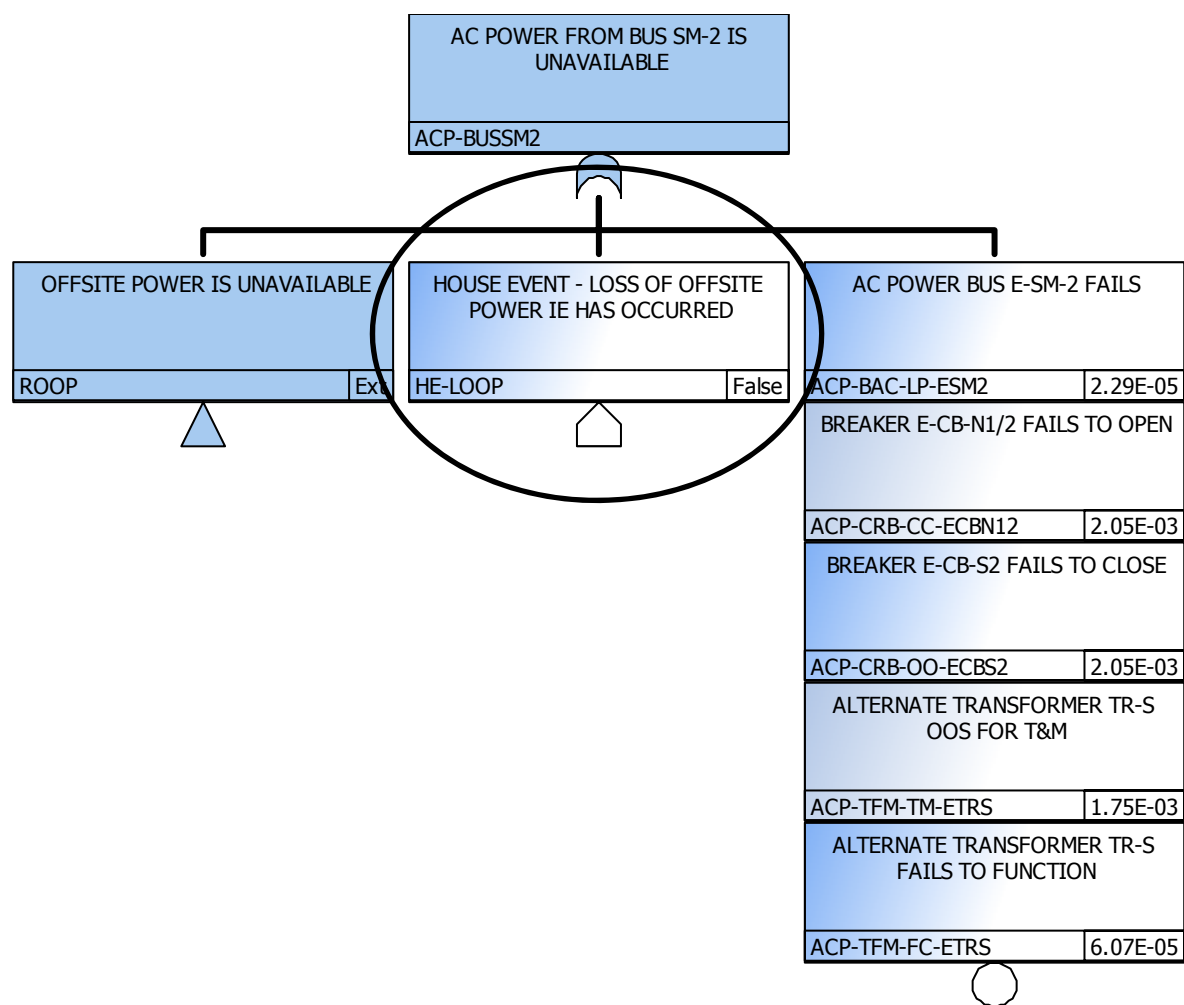 AC POWER FROM BUS SM-2 IS
UNAVAILABLE
ACP-BUSSM2
OFFSITE POWER IS UNAVAILABLE
ROOP Ext
HOUSE EVENT - LOSS OF OFFSITE
POWER IE HAS OCCURRED
HE-LOOP False
AC POWER BUS E-SM-2 FAILS
ACP-BAC-LP-ESM2 2.29E-05
BREAKER E-CB-N1/2 FAILS TO OPEN
ACP-CRB-CC-ECBN12 2.05E-03
BREAKER E-CB-S2 FAILS TO CLOSE
ACP-CRB-OO-ECBS2 2.05E-03
ALTERNATE TRANSFORMER TR-S
OOS FOR T&M
ACP-TFM-TM-ETRS 1.75E-03
ALTERNATE TRANSFORMER TR-S
FAILS TO FUNCTION
ACP-TFM-FC-ETRS 6.07E-05